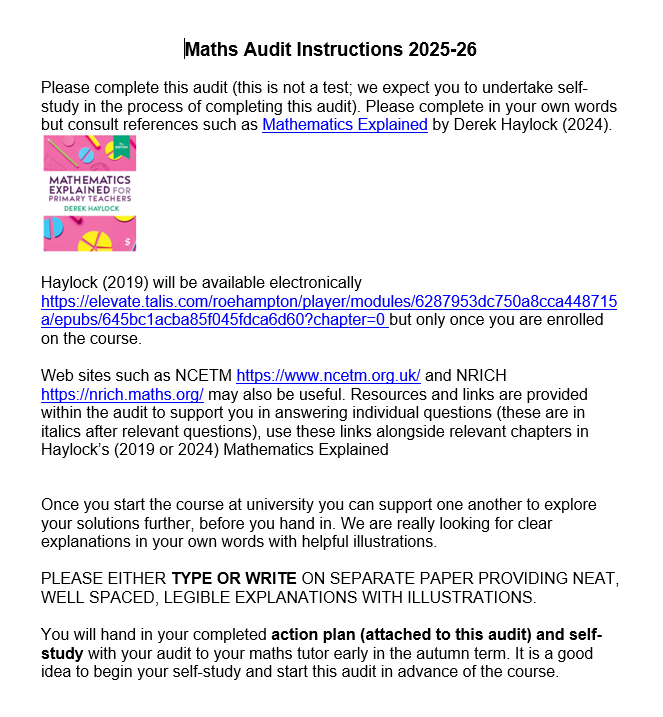 Maths Audit Instructions 2025-26
Please complete this audit (this is not a test; we expect you to undertake self-
study in the process of completing this audit). Please complete in your own words
but consult references such as Mathematics Explained by Derek Haylock (2024).
MATHEMATICS
EXPLAINED FOR
PRIMARY TEACHERS
DEREK HAYLOCK
S
Haylock (2019) will be available electronically
https://elevate.talis.com/roehampton/player/modules/6287953dc750a8cca448715
a/epubs/645bc1acba85f045fdca6d60?chapter=0 but only once you are enrolled
on the course.
Web sites such as NCETM https://www.ncetm.org.uk/ and NRICH
https://nrich.maths.org/ may also be useful. Resources and links are provided
within the audit to support you in answering individual questions (these are in
italics after relevant questions), use these links alongside relevant chapters in
Haylock's (2019 or 2024) Mathematics Explained
Once you start the course at university you can support one another to explore
your solutions further, before you hand in. We are really looking for clear
explanations in your own words with helpful illustrations.
PLEASE EITHER TYPE OR WRITE ON SEPARATE PAPER PROVIDING NEAT,
WELL SPACED, LEGIBLE EXPLANATIONS WITH ILLUSTRATIONS.
You will hand in your completed action plan (attached to this audit) and self-
study with your audit to your maths tutor early in the autumn term. It is a good
idea to begin your self-study and start this audit in advance of the course.